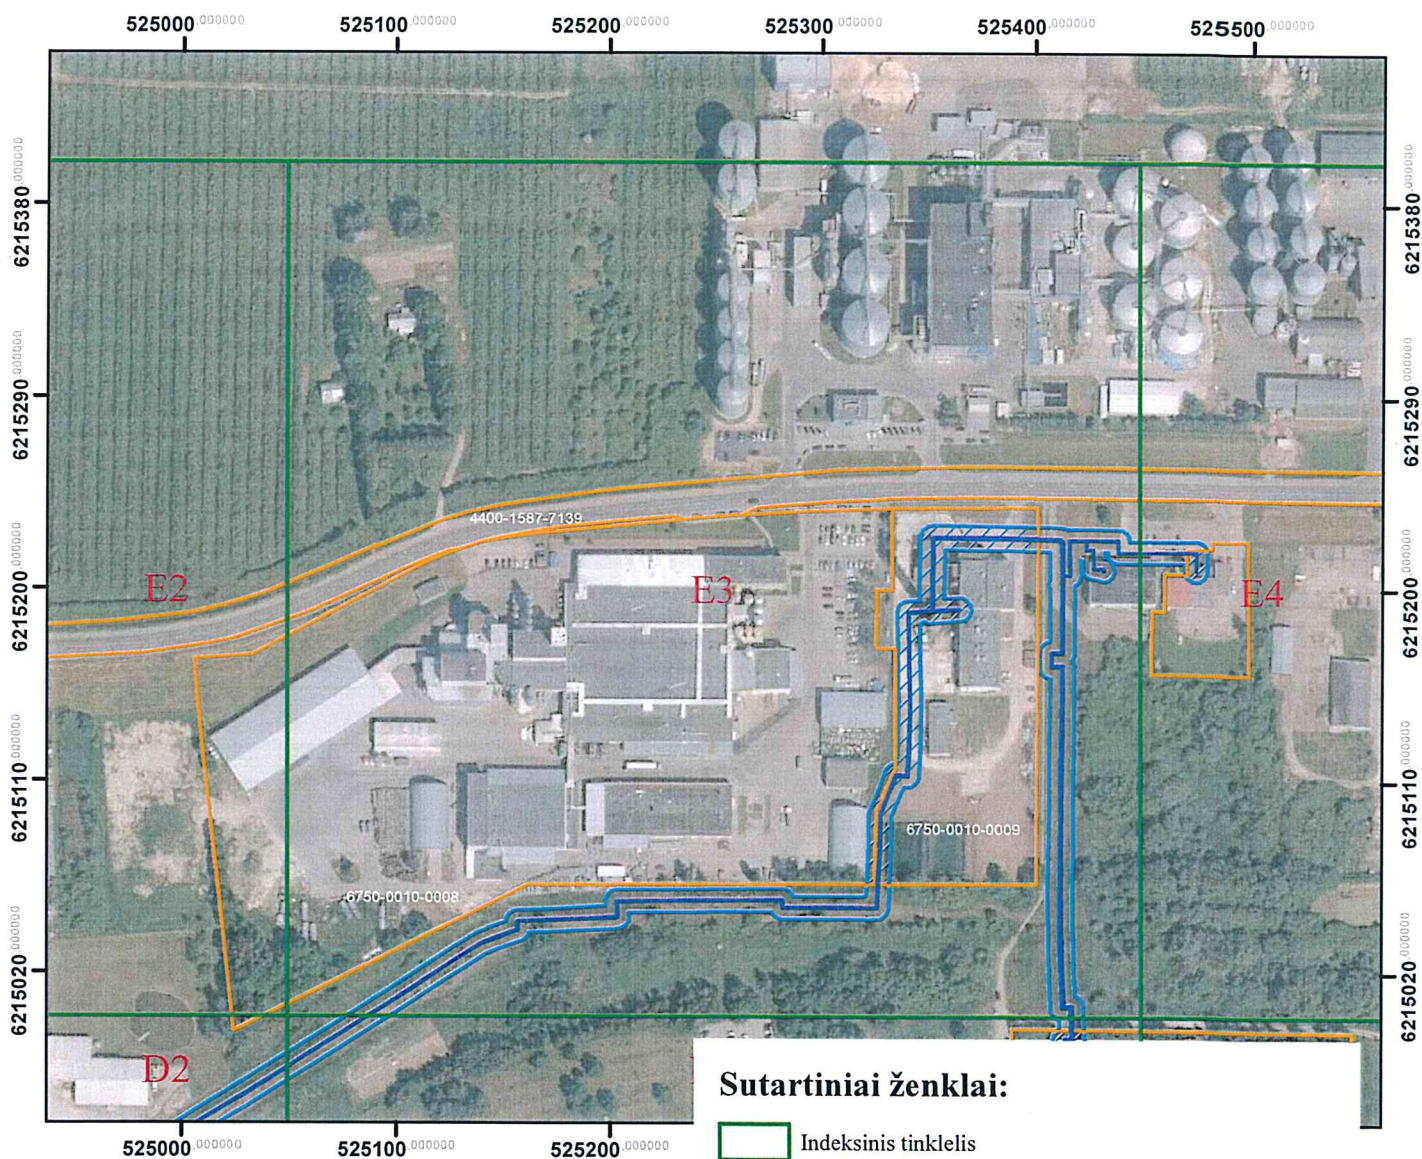 525000.000000 525100.000000 525200.000000 525300.000000 525400.000000 525500.000000
6215380.000000 6215380.000000
6215290.000000 6215290.000000
4400-1587-7139
E2 E3 E4
6215200.000000 6215200.000000
6215110.000000 6215110.000000
6750-0010-0009
6750-0010-0008
6215020.000000 6215020.000000
D2
Sutartiniai ženklai:
Indeksinis tinklelis
525000.000000 525100.000000 525200.000000